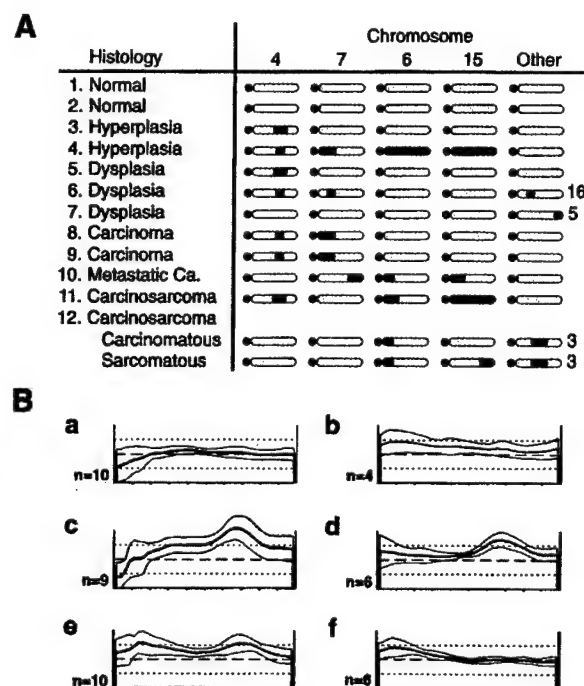 A
Chromosome
Histology 4 7 6 15 Other
1. Normal
2. Normal
3. Hyperplasia
4. Hyperplasia
5. Dysplasia
6. Dysplasia 16
7. Dysplasia 5
8. Carcinoma
9. Carcinoma
10. Metastatic Ca.
11. Carcinosarcoma
12. Carcinosarcoma
Carcinomatous 3
Sarcomatous 3
B
a b
n=10 n=4
c d
n=9 n=6
e f
n=10 n=6